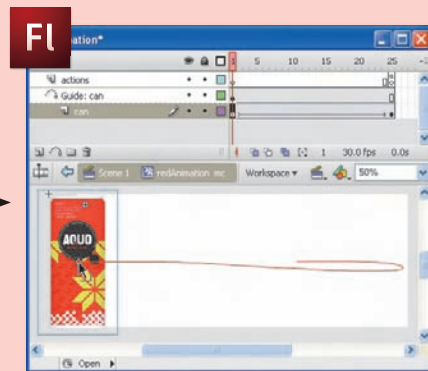 Fl
ation*
5 10 15 20 25
actions
Guide: can
can
1 30.0 fps 0.0s
Scene 1 redAnimation mc Workspace 50%
AQUO
Open